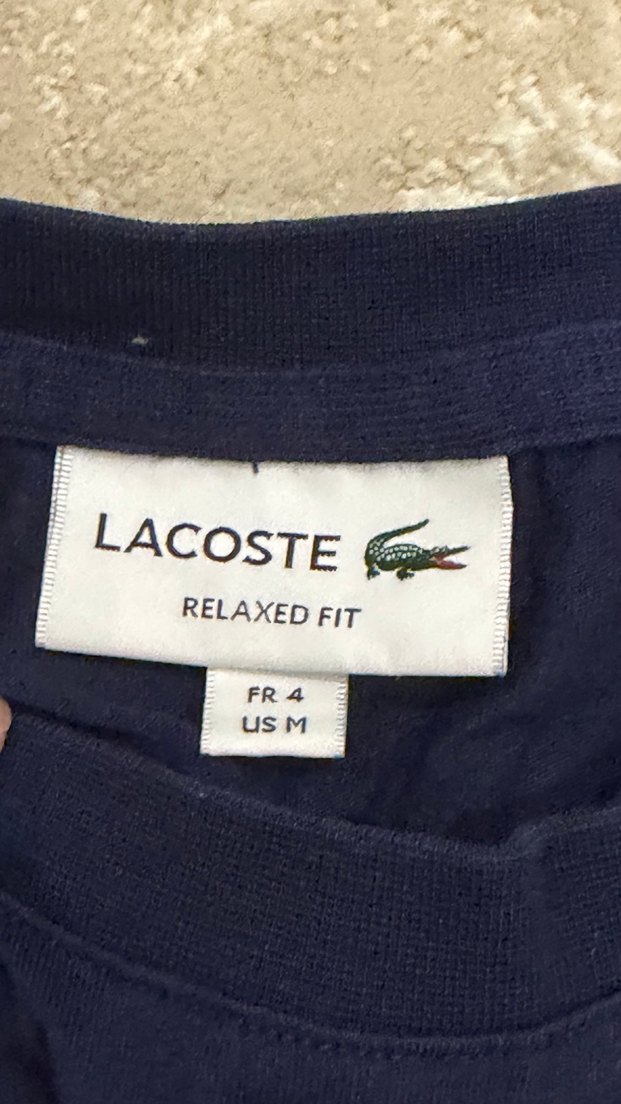 LACOSTE
RELAXED FIT
FR 4
US M